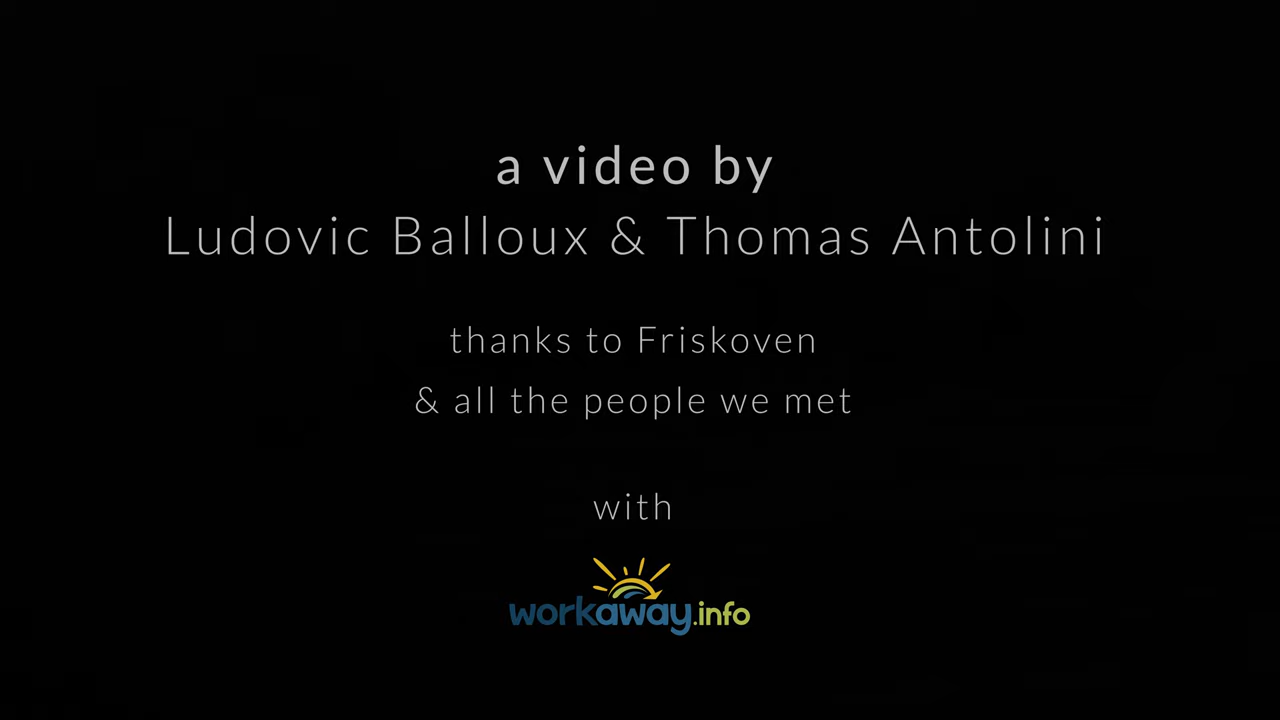 a video by
Ludovic Balloux & Thomas Antolini
thanks to Friskoven
& all the people we met
with
workaway.info